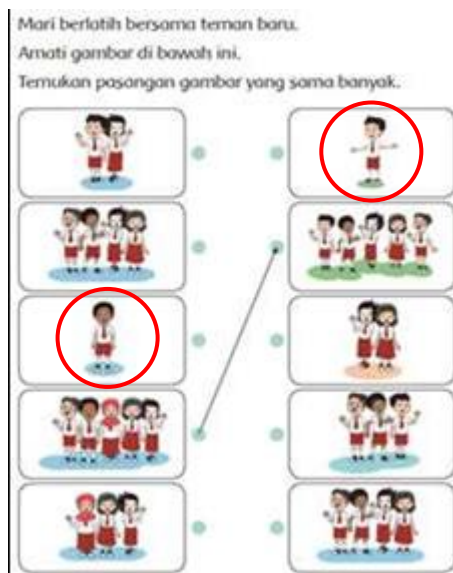 Mari berlatih bersama teman baru.
Amati gambar di bawah ini.
Temukan pasangan gambar yang sama banyak.